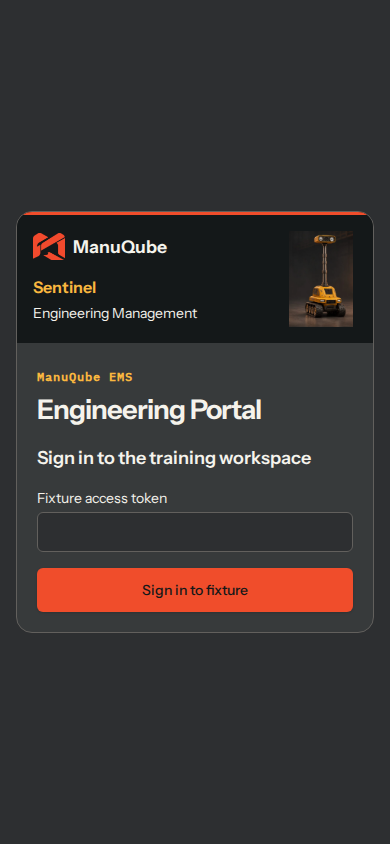 ManuQube
Sentinel
Engineering Management
ManuQube EMS
Engineering Portal
Sign in to the training workspace
Fixture access token
Sign in to fixture